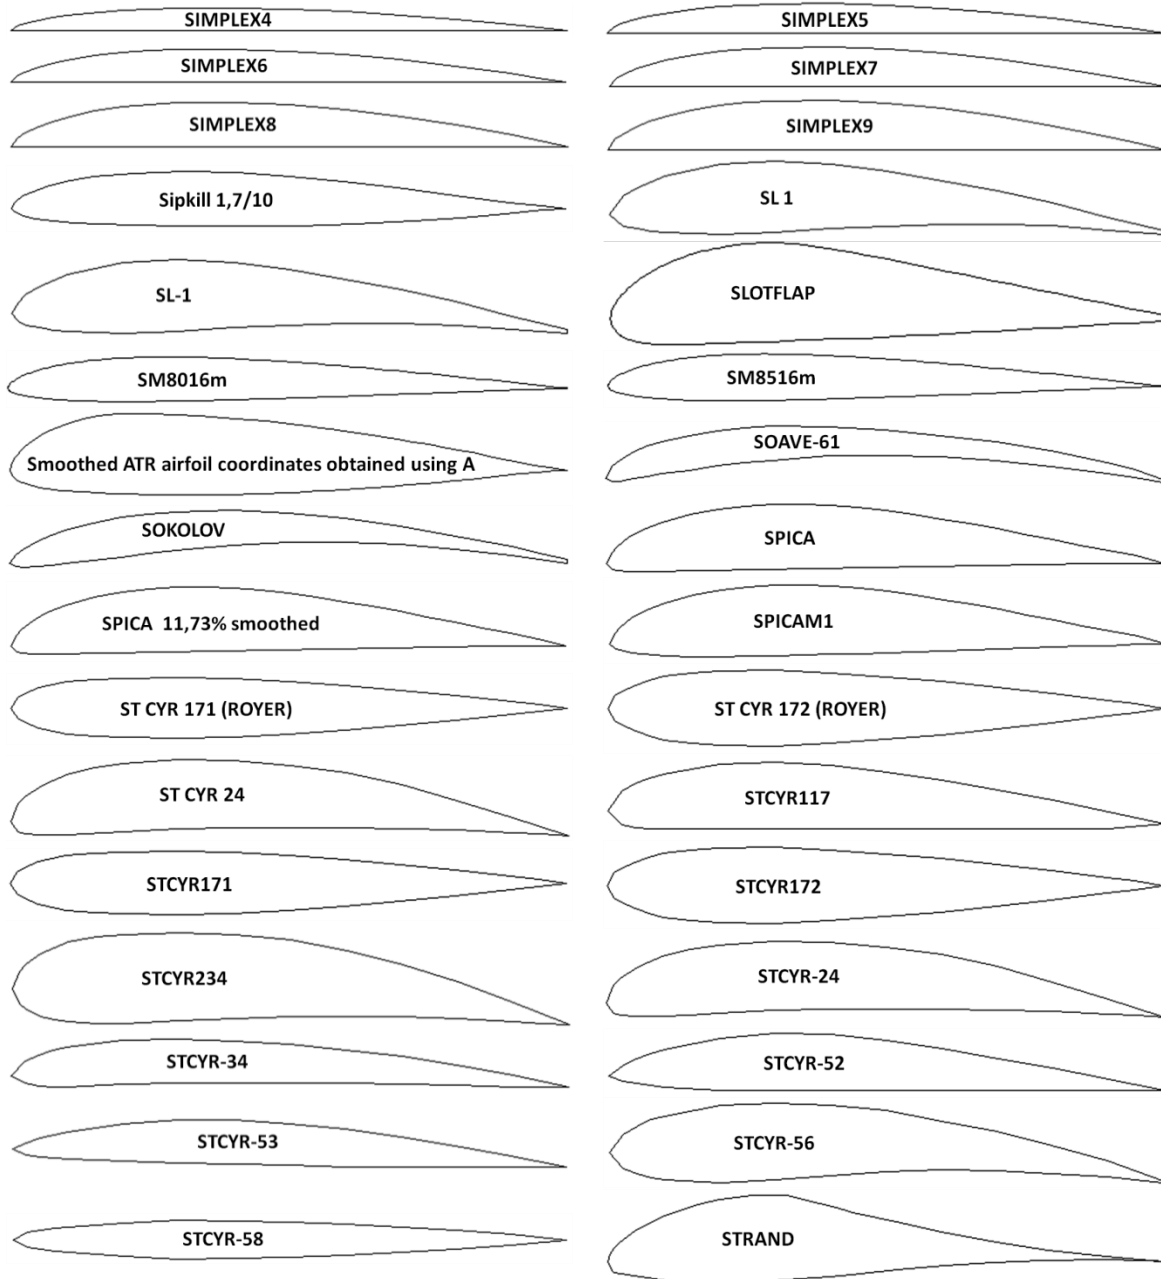 SIMPLEX4
SIMPLEX5
SIMPLEX6
SIMPLEX7
SIMPLEX8
SIMPLEX9
Sipkill 1,7/10
SL 1
SL-1
SLOTFLAP
SM8016m
SM8516m
Smoothed ATR airfoil coordinates obtained using A
SOAVE-61
SOKOLOV
SPICA
SPICA 11,73% smoothed
SPICAM1
ST CYR 171 (ROYER)
ST CYR 172 (ROYER)
ST CYR 24
STCYR117
STCYR171
STCYR172
STCYR234
STCYR-24
STCYR-34
STCYR-52
STCYR-53
STCYR-56
STCYR-58
STRAND